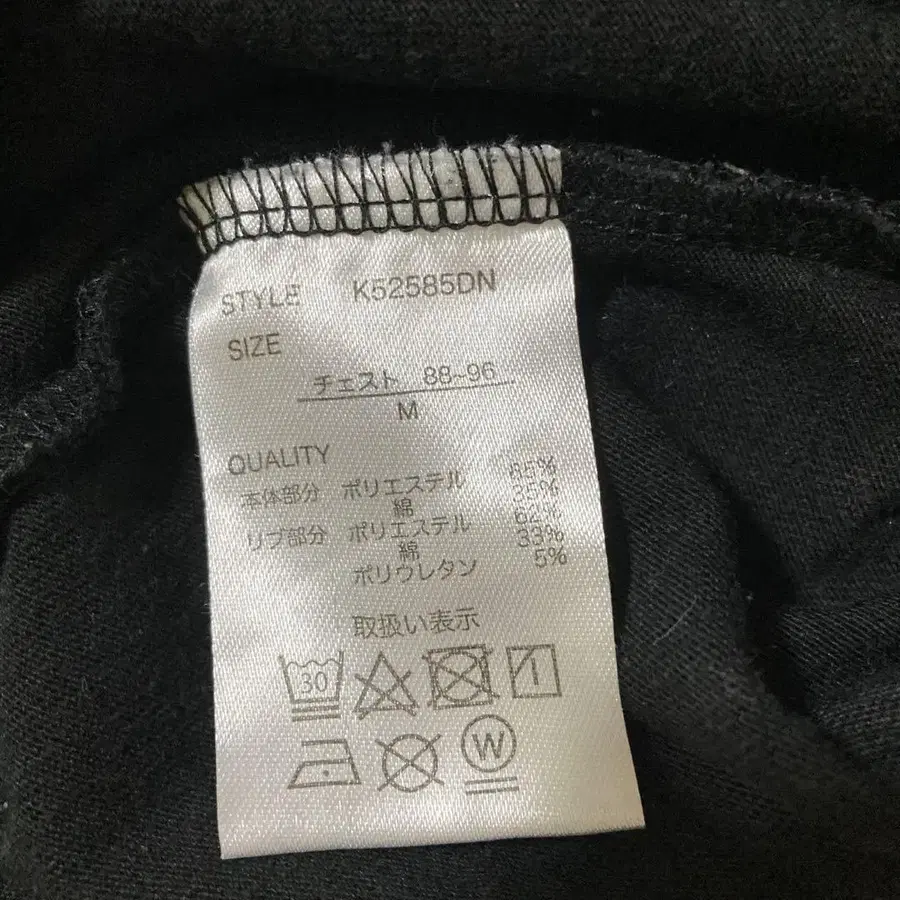 STYLE K52585DN
SIZE
チェスト 88-96
M
QUALITY
本体部分 ポリエステル 65%
綿 35%
リブ部分 ポリエステル 62%
綿 33%
ポリウレタン 5%
取扱い表示
30
W